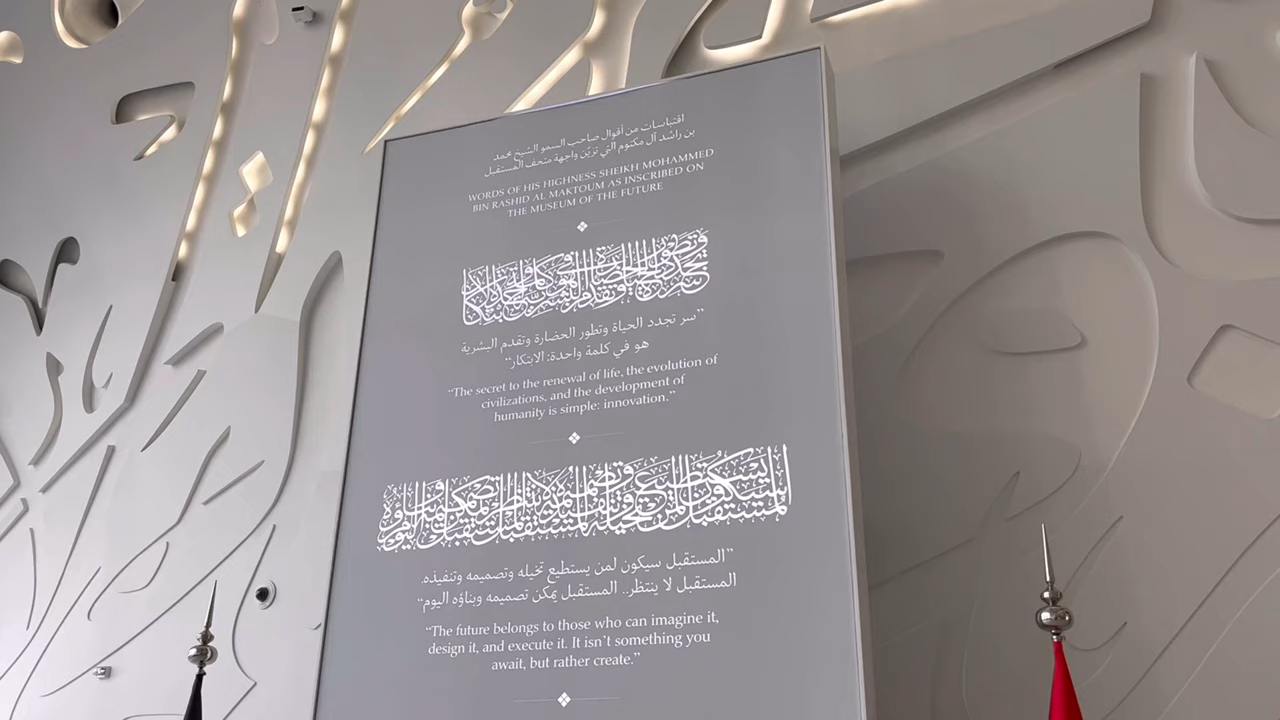 اقتباسات من أقوال صاحب السمو الشيخ محمد
بن راشد آل مكتوم التي تزيّن واجهة متحف المستقبل
WORDS OF HIS HIGHNESS SHEIKH MOHAMMED
BIN RASHID AL MAKTOUM AS INSCRIBED ON
THE MUSEUM OF THE FUTURE
”سر تجدد الحياة وتطور الحضارة وتقدم البشرية
هو في كلمة واحدة: الابتكار“
“The secret to the renewal of life, the evolution of
civilizations, and the development of
humanity is simple: innovation.”
”المستقبل سيكون لمن يستطيع تخيله وتصميمه وتنفيذه.
المستقبل لا ينتظر.. المستقبل يمكن تصميمه وبناؤه اليوم“
“The future belongs to those who can imagine it,
design it, and execute it. It isn’t something you
await, but rather create.”